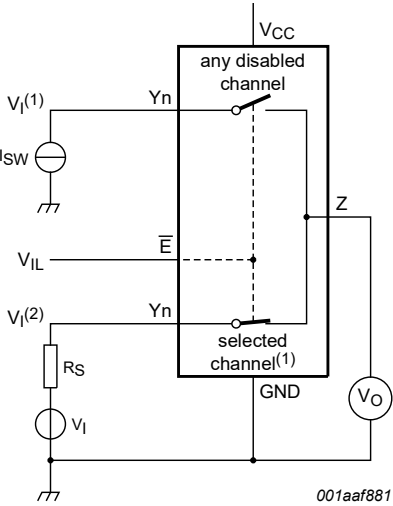 VCC
any disabled
channel
VI(1)
Yn
ISW
Z
E
VIL
VI(2)
Yn
selected
channel(1)
RS
GND
VO
VI
001aaf881